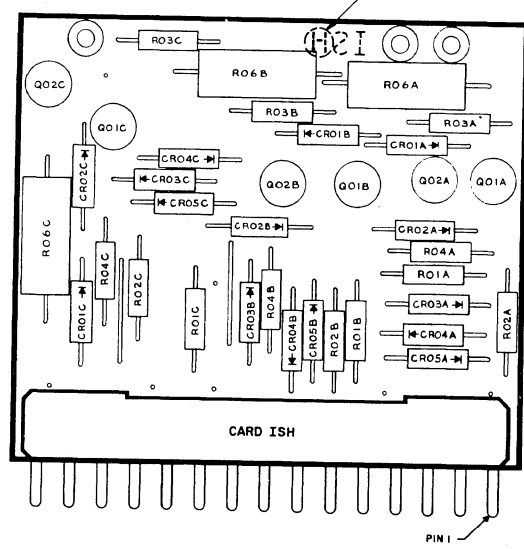 R03C
ISH
R06B
R06A
Q02C
R03B
R03A
Q01C
CR01B
CR01A
CR02C
CR04C
CR03C
CR05C
Q02B
Q01B
Q02A
Q01A
R06C
CR02B
CR02A
R04A
R04C
R02C
R01A
CR01C
R01C
CR03B
R04B
CR04B
CR05B
R02B
R01B
CR03A
CR04A
CR05A
R02A
CARD ISH
PIN 1